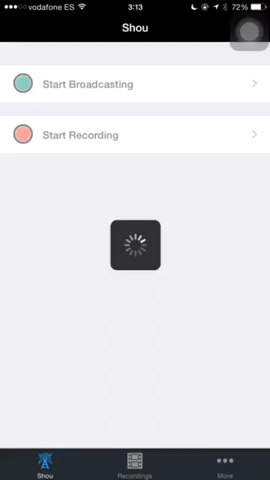 vodafone ES 3:13 72%
Shou
Start Broadcasting
Start Recording
Shou Recordings More